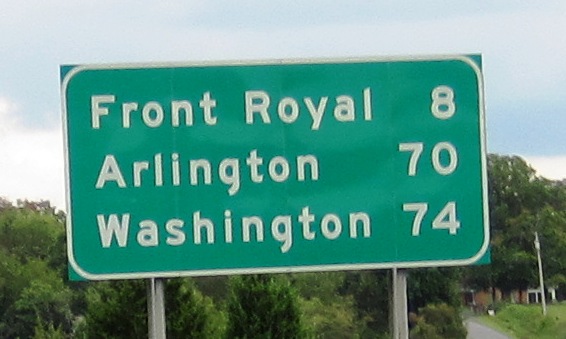 Front Royal 8
Arlington 70
Washington 74